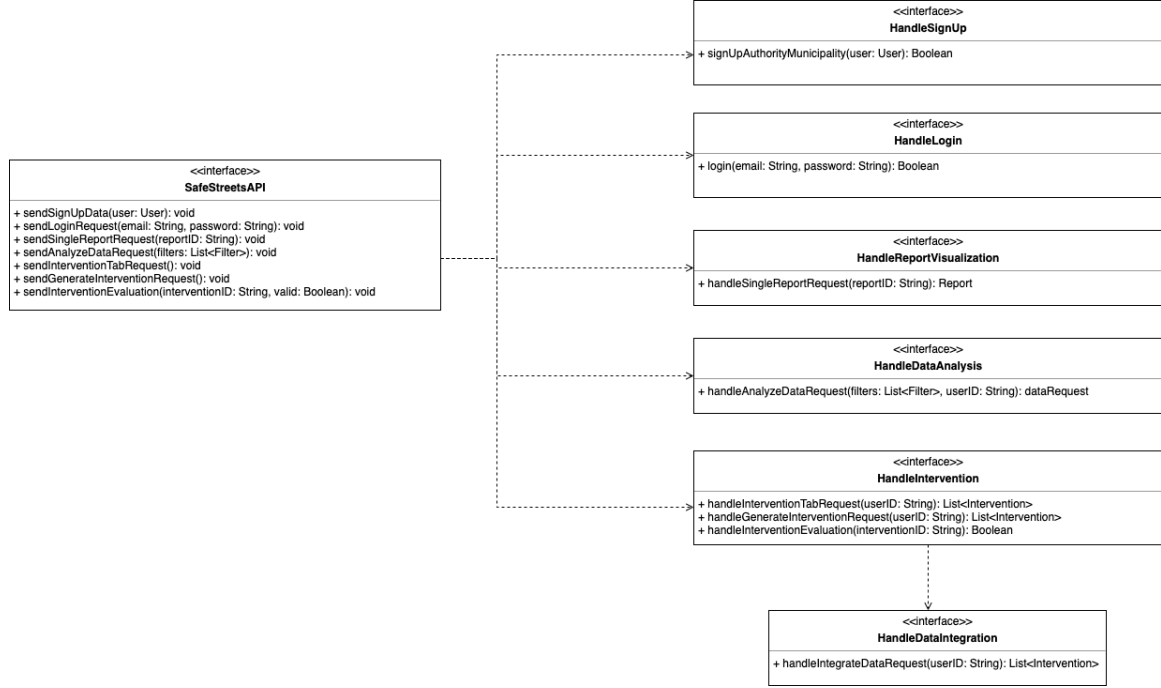 <<interface>>
HandleSignUp
+ signUpAuthorityMunicipality(user: User): Boolean
<<interface>>
HandleLogin
+ login(email: String, password: String): Boolean
<<interface>>
SafeStreetsAPI
+ sendSignUpData(user: User): void
+ sendLoginRequest(email: String, password: String): void
+ sendSingleReportRequest(reportID: String): void
+ sendAnalyzeDataRequest(filters: List<Filter>): void
+ sendInterventionTabRequest(): void
+ sendGenerateInterventionRequest(): void
+ sendInterventionEvaluation(interventionID: String, valid: Boolean): void
<<interface>>
HandleReportVisualization
+ handleSingleReportRequest(reportID: String): Report
<<interface>>
HandleDataAnalysis
+ handleAnalyzeDataRequest(filters: List<Filter>, userID: String): dataRequest
<<interface>>
HandleIntervention
+ handleInterventionTabRequest(userID: String): List<Intervention>
+ handleGenerateInterventionRequest(userID: String): List<Intervention>
+ handleInterventionEvaluation(interventionID: String): Boolean
<<interface>>
HandleDataIntegration
+ handleIntegrateDataRequest(userID: String): List<Intervention>